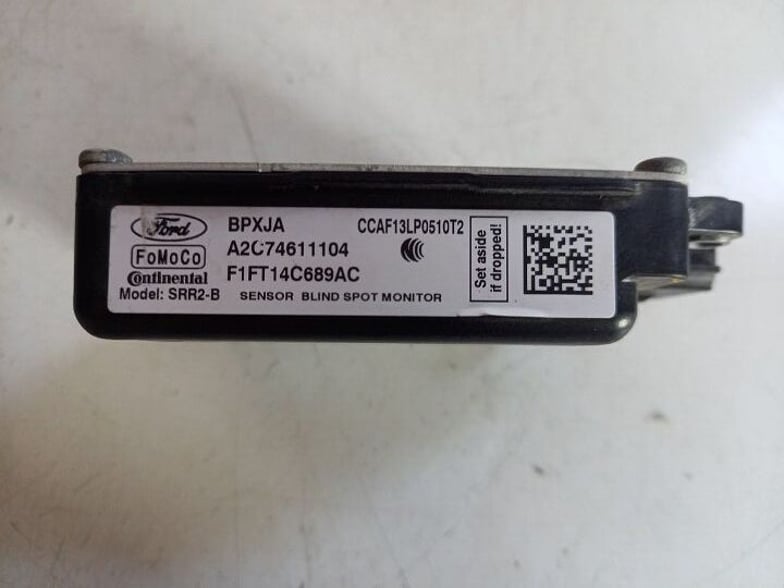 Ford
BPXJA
CCAF13LP0510T2
FoMoCo
A2C74611104
Continental
F1FT14C689AC
Model: SRR2-B
SENSOR BLIND SPOT MONITOR
Set aside
if dropped!